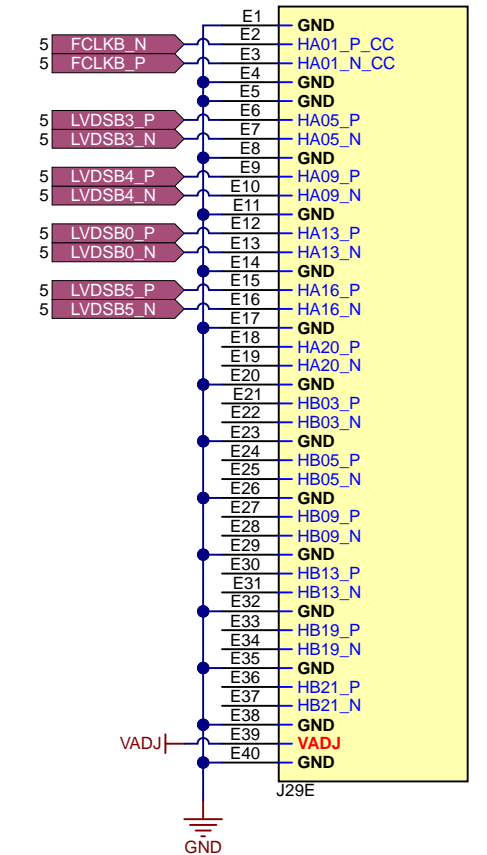 E1 GND
5 FCLKB_N E2 HA01_P_CC
5 FCLKB_P E3 HA01_N_CC
E4 GND
E5 GND
5 LVDSB3_P E6 HA05_P
5 LVDSB3_N E7 HA05_N
E8 GND
5 LVDSB4_P E9 HA09_P
5 LVDSB4_N E10 HA09_N
E11 GND
5 LVDSB0_P E12 HA13_P
5 LVDSB0_N E13 HA13_N
E14 GND
5 LVDSB5_P E15 HA16_P
5 LVDSB5_N E16 HA16_N
E17 GND
E18 HA20_P
E19 HA20_N
E20 GND
E21 HB03_P
E22 HB03_N
E23 GND
E24 HB05_P
E25 HB05_N
E26 GND
E27 HB09_P
E28 HB09_N
E29 GND
E30 HB13_P
E31 HB13_N
E32 GND
E33 HB19_P
E34 HB19_N
E35 GND
E36 HB21_P
E37 HB21_N
E38 GND
VADJ E39 VADJ
E40 GND
J29E
GND